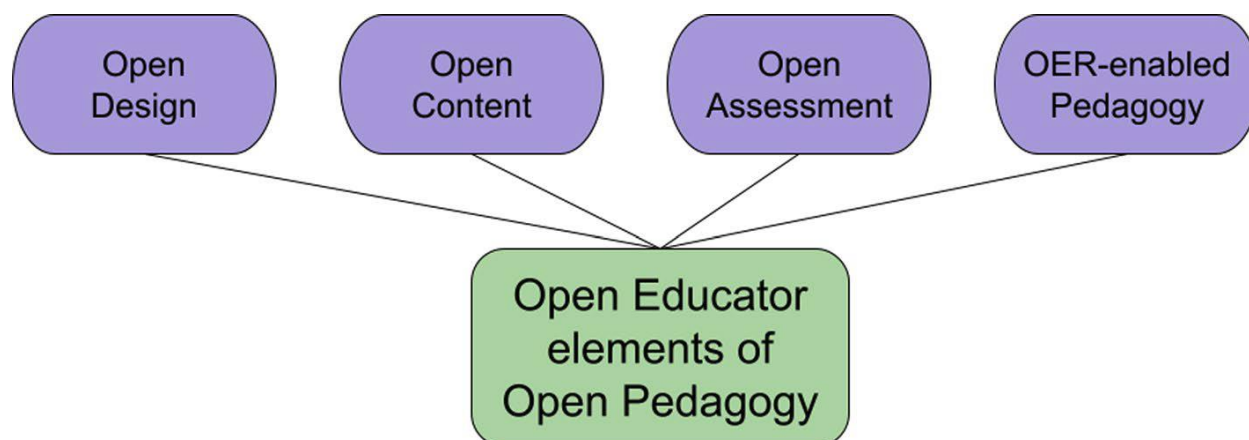 Open
Design
Open
Content
Open
Assessment
OER-enabled
Pedagogy
Open Educator
elements of
Open Pedagogy